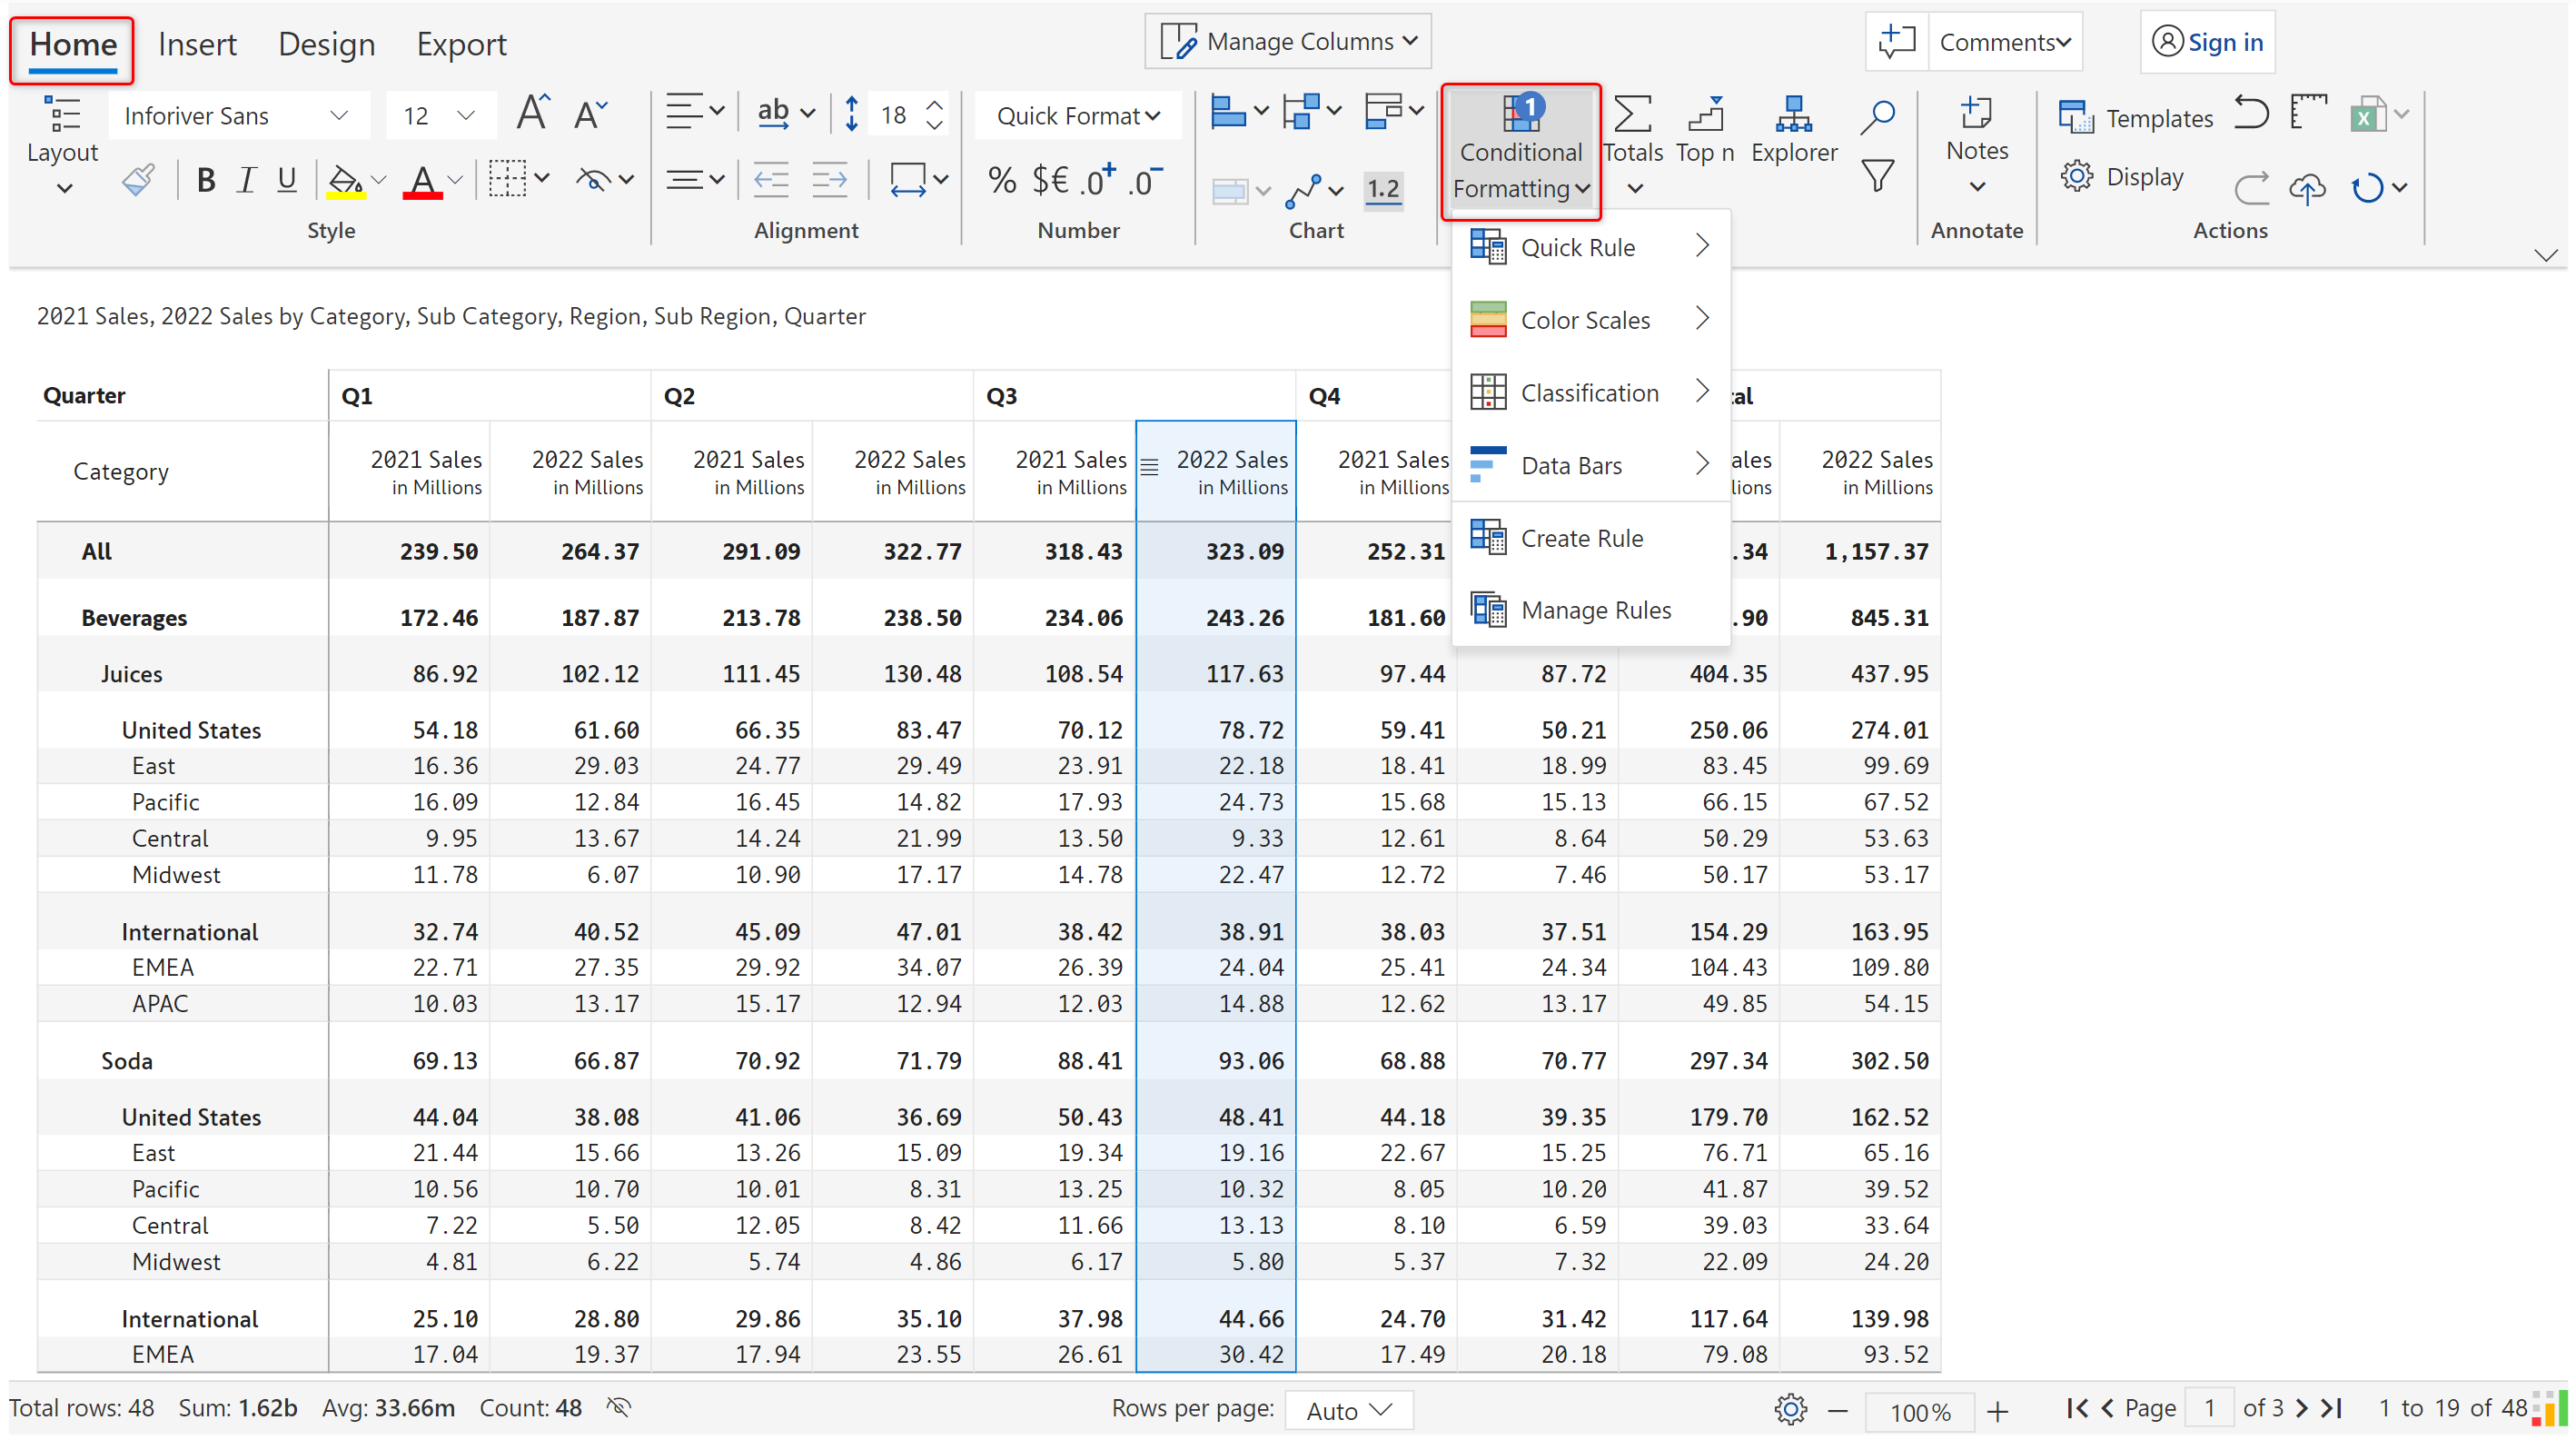 Home Insert Design Export Manage Columns Comments Sign in
Inforiver Sans 12 ab 18 Quick Format 1 Templates
Layout Conditional Formatting Totals Top n Explorer Notes
B I U A % $€ .0+ .0- 1.2 Display
Style Alignment Number Chart Annotate Actions
Quick Rule
Color Scales
Classification
Data Bars
Create Rule
Manage Rules
2021 Sales, 2022 Sales by Category, Sub Category, Region, Sub Region, Quarter
Quarter Q1 Q2 Q3 Q4 tal
Category 2021 Sales 2022 Sales 2021 Sales 2022 Sales 2021 Sales 2022 Sales 2021 Sales ales 2022 Sales
in Millions in Millions in Millions in Millions in Millions in Millions in Millions lions in Millions
All 239.50 264.37 291.09 322.77 318.43 323.09 252.31 .34 1,157.37
Beverages 172.46 187.87 213.78 238.50 234.06 243.26 181.60 .90 845.31
Juices 86.92 102.12 111.45 130.48 108.54 117.63 97.44 87.72 404.35 437.95
United States 54.18 61.60 66.35 83.47 70.12 78.72 59.41 50.21 250.06 274.01
East 16.36 29.03 24.77 29.49 23.91 22.18 18.41 18.99 83.45 99.69
Pacific 16.09 12.84 16.45 14.82 17.93 24.73 15.68 15.13 66.15 67.52
Central 9.95 13.67 14.24 21.99 13.50 9.33 12.61 8.64 50.29 53.63
Midwest 11.78 6.07 10.90 17.17 14.78 22.47 12.72 7.46 50.17 53.17
International 32.74 40.52 45.09 47.01 38.42 38.91 38.03 37.51 154.29 163.95
EMEA 22.71 27.35 29.92 34.07 26.39 24.04 25.41 24.34 104.43 109.80
APAC 10.03 13.17 15.17 12.94 12.03 14.88 12.62 13.17 49.85 54.15
Soda 69.13 66.87 70.92 71.79 88.41 93.06 68.88 70.77 297.34 302.50
United States 44.04 38.08 41.06 36.69 50.43 48.41 44.18 39.35 179.70 162.52
East 21.44 15.66 13.26 15.09 19.34 19.16 22.67 15.25 76.71 65.16
Pacific 10.56 10.70 10.01 8.31 13.25 10.32 8.05 10.20 41.87 39.52
Central 7.22 5.50 12.05 8.42 11.66 13.13 8.10 6.59 39.03 33.64
Midwest 4.81 6.22 5.74 4.86 6.17 5.80 5.37 7.32 22.09 24.20
International 25.10 28.80 29.86 35.10 37.98 44.66 24.70 31.42 117.64 139.98
EMEA 17.04 19.37 17.94 23.55 26.61 30.42 17.49 20.18 79.08 93.52
Total rows: 48 Sum: 1.62b Avg: 33.66m Count: 48 Rows per page: Auto 100% Page 1 of 3 1 to 19 of 48